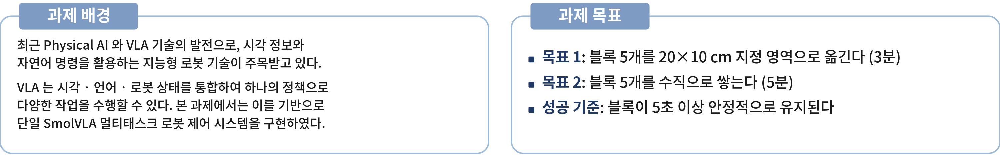 과제 배경
최근 Physical AI 와 VLA 기술의 발전으로, 시각 정보와
자연어 명령을 활용하는 지능형 로봇 기술이 주목받고 있다.
VLA 는 시각 · 언어 · 로봇 상태를 통합하여 하나의 정책으로
다양한 작업을 수행할 수 있다. 본 과제에서는 이를 기반으로
단일 SmolVLA 멀티태스크 로봇 제어 시스템을 구현하였다.
과제 목표
▪ 목표 1: 블록 5개를 20×10 cm 지정 영역으로 옮긴다 (3분)
▪ 목표 2: 블록 5개를 수직으로 쌓는다 (5분)
▪ 성공 기준: 블록이 5초 이상 안정적으로 유지된다